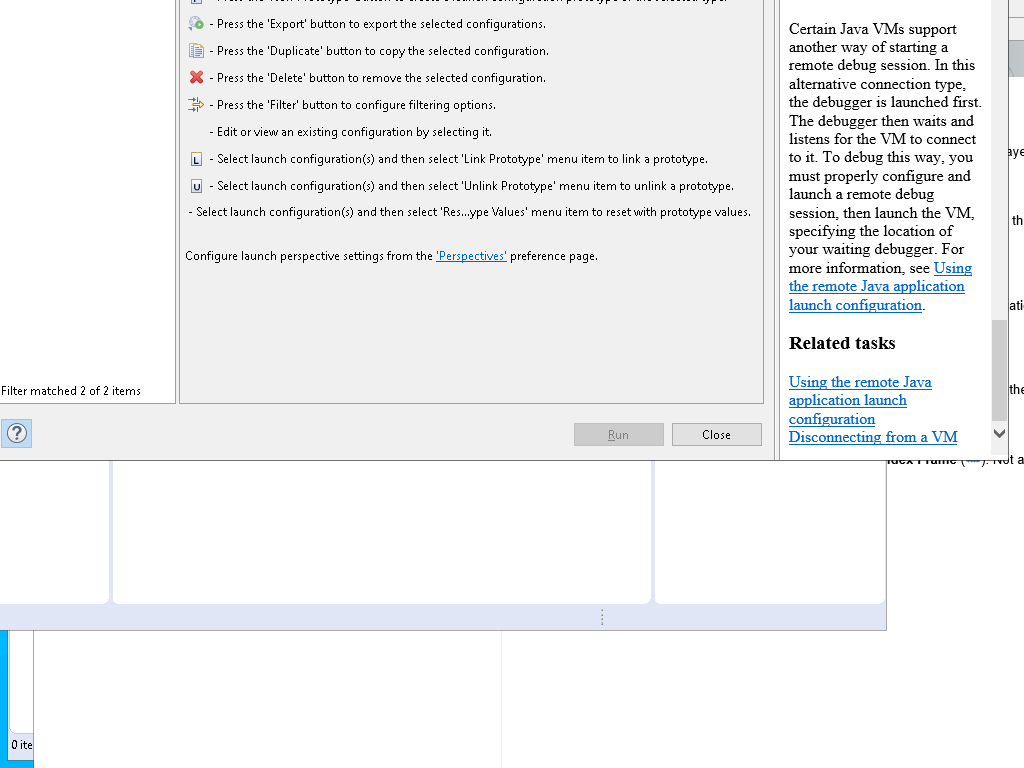 - Press the 'Export' button to export the selected configurations.
- Press the 'Duplicate' button to copy the selected configuration.
- Press the 'Delete' button to remove the selected configuration.
- Press the 'Filter' button to configure filtering options.
- Edit or view an existing configuration by selecting it.
L - Select launch configuration(s) and then select 'Link Prototype' menu item to link a prototype.
U - Select launch configuration(s) and then select 'Unlink Prototype' menu item to unlink a prototype.
- Select launch configuration(s) and then select 'Res...ype Values' menu item to reset with prototype values.
Configure launch perspective settings from the 'Perspectives' preference page.
Filter matched 2 of 2 items
Run
Close
Certain Java VMs support
another way of starting a
remote debug session. In this
alternative connection type,
the debugger is launched first.
The debugger then waits and
listens for the VM to connect
to it. To debug this way, you
must properly configure and
launch a remote debug
session, then launch the VM,
specifying the location of
your waiting debugger. For
more information, see Using
the remote Java application
launch configuration.
Related tasks
Using the remote Java
application launch
configuration
Disconnecting from a VM
aye
th
ati
the
Frame ( ). Not a
0 ite